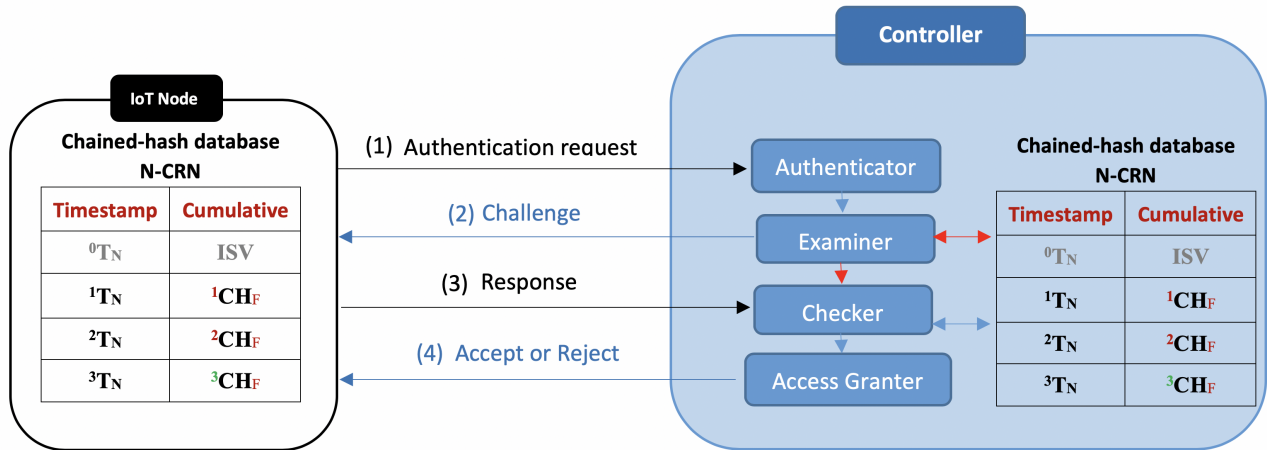 Controller
IoT Node
Chained-hash database
N-CRN
Timestamp Cumulative
⁰TN ISV
¹TN ¹CHF
²TN ²CHF
³TN ³CHF
(1) Authentication request
(2) Challenge
(3) Response
(4) Accept or Reject
Authenticator
Examiner
Checker
Access Granter
Chained-hash database
N-CRN
Timestamp Cumulative
⁰TN ISV
¹TN ¹CHF
²TN ²CHF
³TN ³CHF